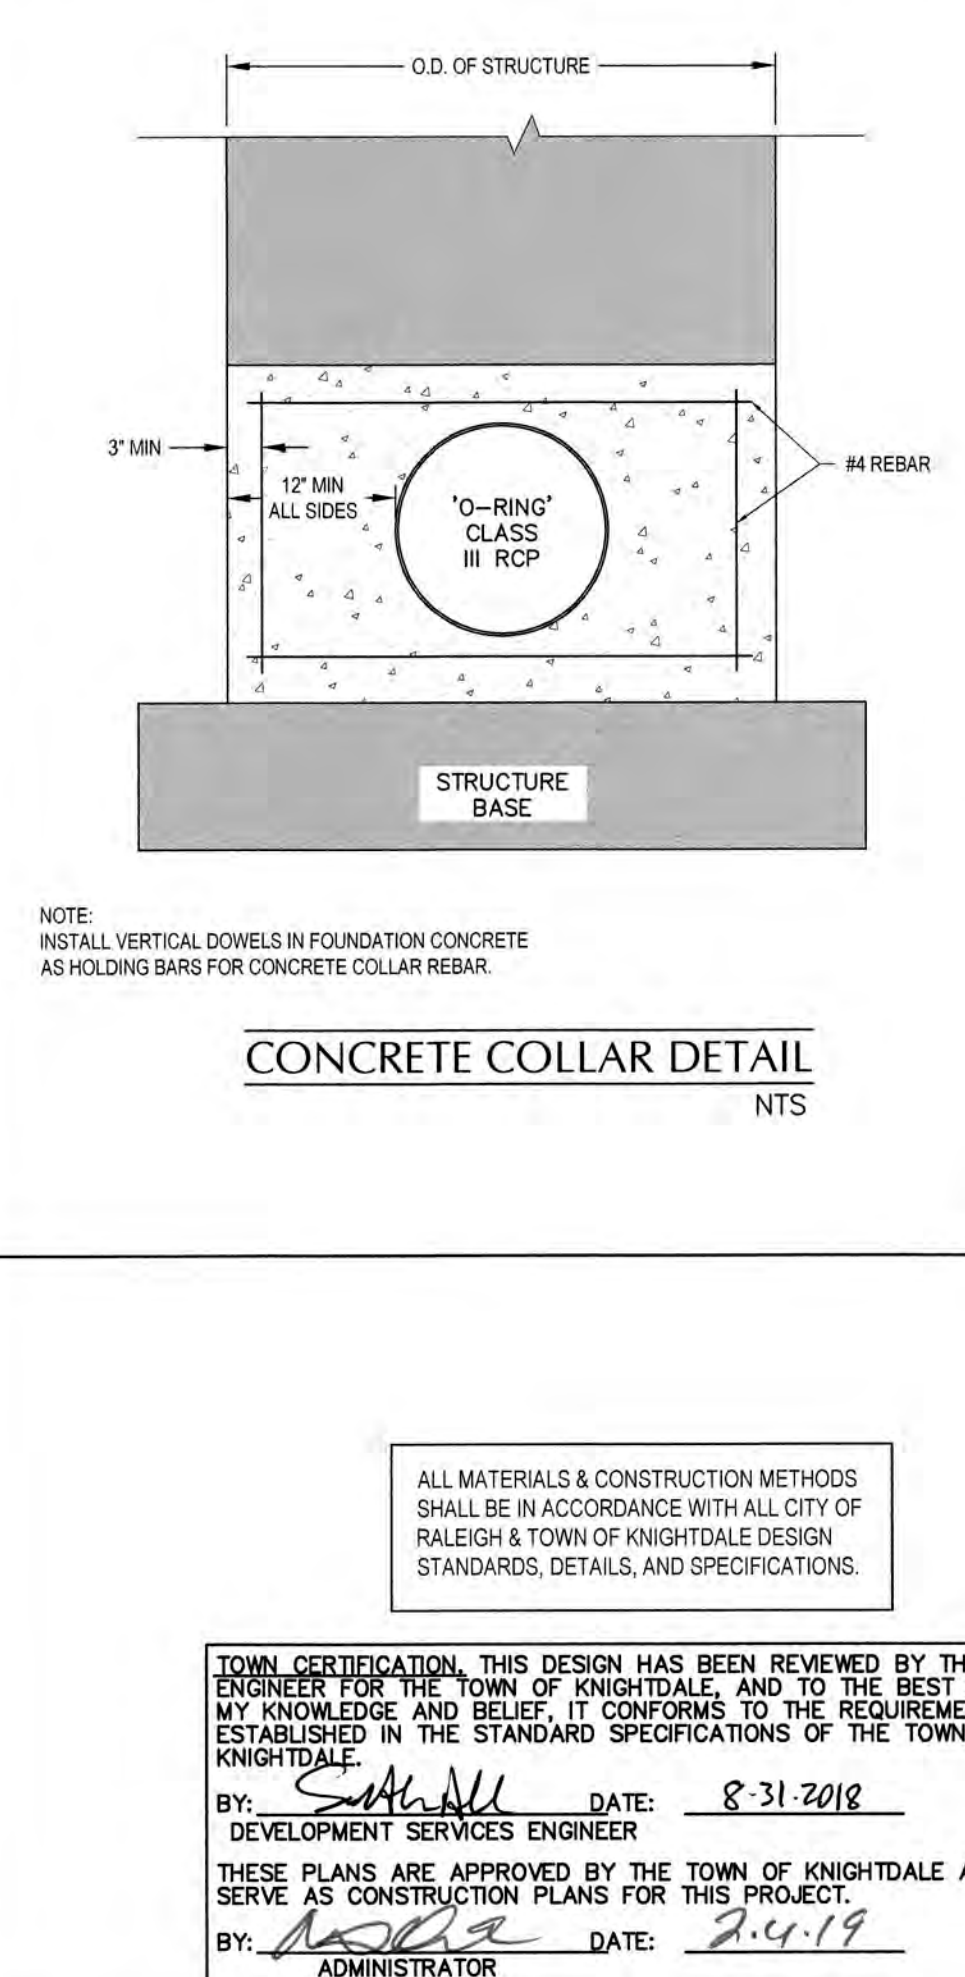 O.D. OF STRUCTURE
3" MIN
#4 REBAR
12" MIN
ALL SIDES
'O-RING'
CLASS
III RCP
STRUCTURE
BASE
NOTE:
INSTALL VERTICAL DOWELS IN FOUNDATION CONCRETE
AS HOLDING BARS FOR CONCRETE COLLAR REBAR.
CONCRETE COLLAR DETAIL
NTS
ALL MATERIALS & CONSTRUCTION METHODS
SHALL BE IN ACCORDANCE WITH ALL CITY OF
RALEIGH & TOWN OF KNIGHTDALE DESIGN
STANDARDS, DETAILS, AND SPECIFICATIONS.
TOWN CERTIFICATION. THIS DESIGN HAS BEEN REVIEWED BY TH
ENGINEER FOR THE TOWN OF KNIGHTDALE, AND TO THE BEST
MY KNOWLEDGE AND BELIEF, IT CONFORMS TO THE REQUIREME
ESTABLISHED IN THE STANDARD SPECIFICATIONS OF THE TOWN
KNIGHTDALE.
BY: DATE: 8-31-2018
DEVELOPMENT SERVICES ENGINEER
THESE PLANS ARE APPROVED BY THE TOWN OF KNIGHTDALE A
SERVE AS CONSTRUCTION PLANS FOR THIS PROJECT.
BY: DATE: 2.4.19
ADMINISTRATOR